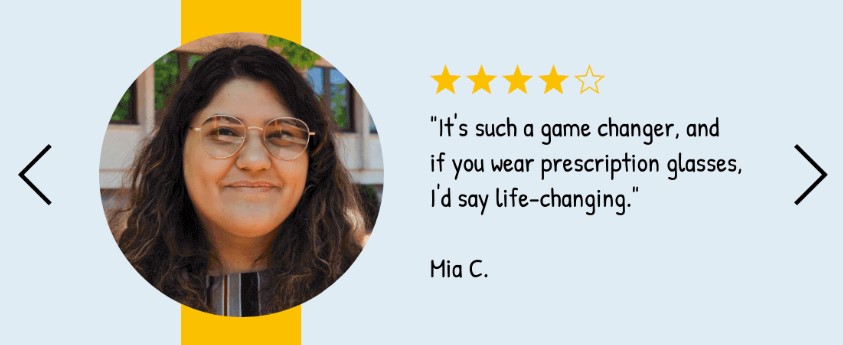 "It's such a game changer, and
if you wear prescription glasses,
I'd say life-changing."
Mia C.